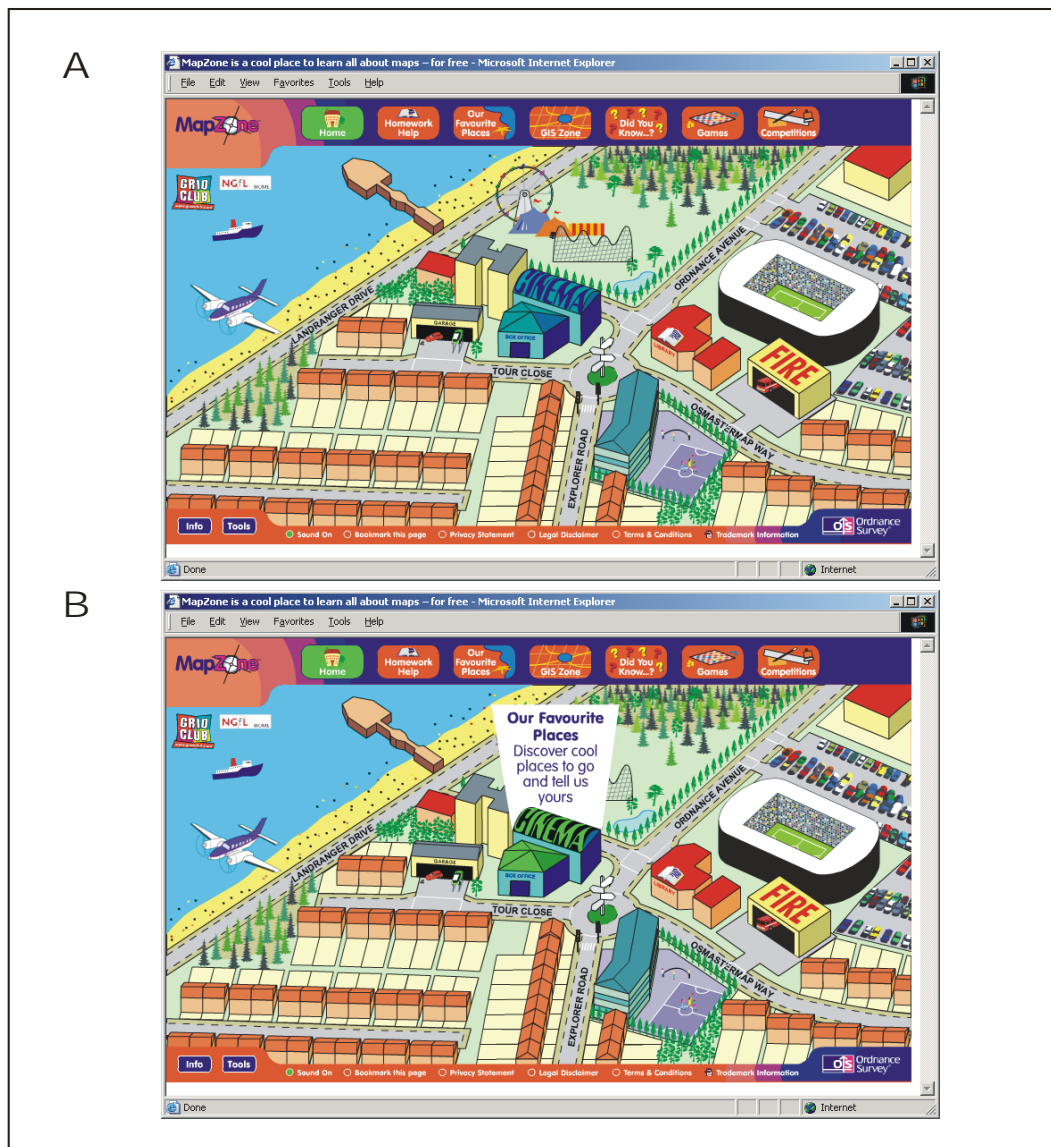 A
MapZone is a cool place to learn all about maps – for free - Microsoft Internet Explorer
File Edit View Favorites Tools Help
MapZone
Home
Homework
Help
Our
Favourite
Places
GIS Zone
Did You
Know...?
Games
Competitions
GRID
CLUB
NGfL
LANDRANGER DRIVE
ORDNANCE AVENUE
CINEMA
GARAGE
BOX OFFICE
LIBRARY
FIRE
TOUR CLOSE
OSMASTERMAP WAY
EXPLORER ROAD
Info Tools
Sound On Bookmark this page Privacy Statement Legal Disclaimer Terms & Conditions Trademark Information
OS Ordnance
Survey
Done Internet
B
MapZone is a cool place to learn all about maps – for free - Microsoft Internet Explorer
File Edit View Favorites Tools Help
MapZone
Home
Homework
Help
Our
Favourite
Places
GIS Zone
Did You
Know...?
Games
Competitions
GRID
CLUB
NGfL
Our Favourite
Places
Discover cool
places to go
and tell us
yours
LANDRANGER DRIVE
ORDNANCE AVENUE
CINEMA
GARAGE
BOX OFFICE
LIBRARY
FIRE
TOUR CLOSE
OSMASTERMAP WAY
EXPLORER ROAD
Info Tools
Sound On Bookmark this page Privacy Statement Legal Disclaimer Terms & Conditions Trademark Information
OS Ordnance
Survey
Done Internet